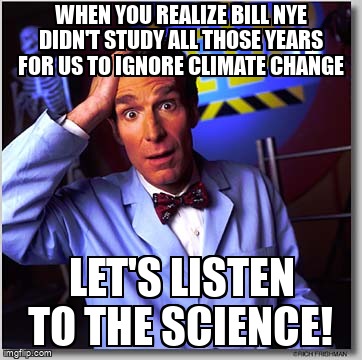 WHEN YOU REALIZE BILL NYE
DIDN'T STUDY ALL THOSE YEARS
FOR US TO IGNORE CLIMATE CHANGE
LET'S LISTEN
TO THE SCIENCE!
imgflip.com
©RICH FRISHMAN